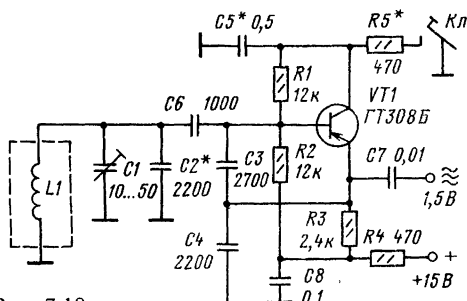 C5* 0,5
R5*
Кл
470
R1
12к
VT1
ГТ308Б
C6
1000
R2
12к
C7 0,01
1,5В
L1
C1
10...50
C2*
2200
C3
2700
C4
2200
R3
2,4к
R4 470
+
+15В
C8
0,1